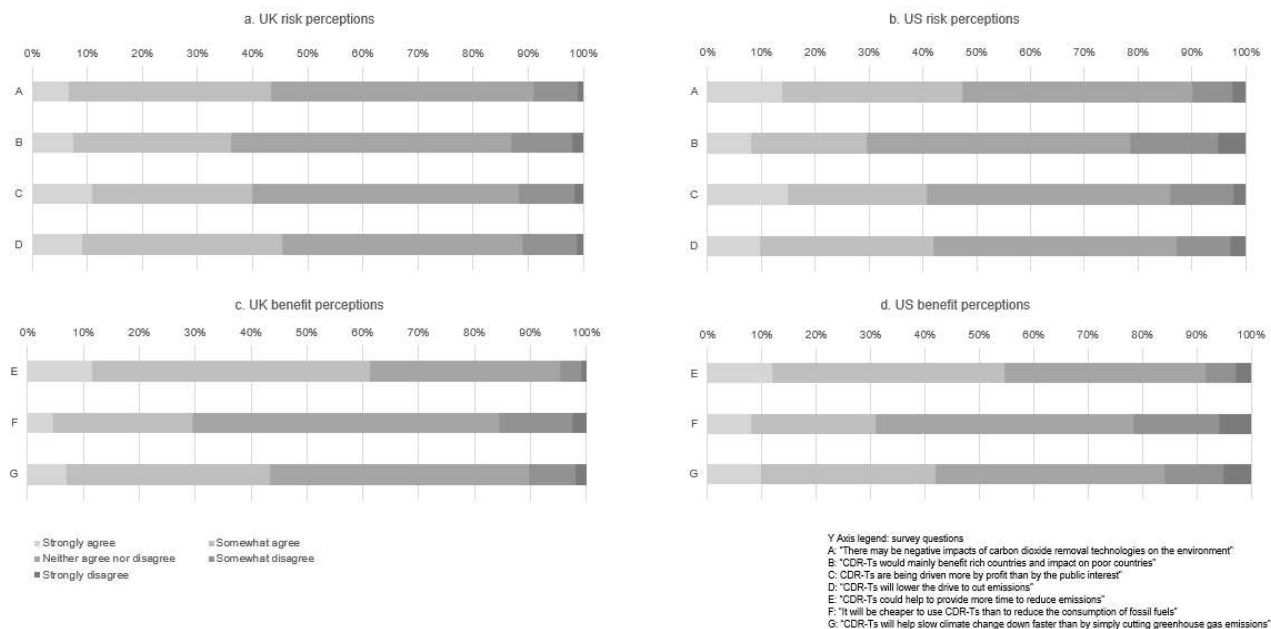 a. UK risk perceptions
0% 10% 20% 30% 40% 50% 60% 70% 80% 90% 100%
A
B
C
D
b. US risk perceptions
0% 10% 20% 30% 40% 50% 60% 70% 80% 90% 100%
A
B
C
D
c. UK benefit perceptions
0% 10% 20% 30% 40% 50% 60% 70% 80% 90% 100%
E
F
G
d. US benefit perceptions
0% 10% 20% 30% 40% 50% 60% 70% 80% 90% 100%
E
F
G
Strongly agree Somewhat agree
Neither agree nor disagree Somewhat disagree
Strongly disagree
Y Axis legend: survey questions
A: "There may be negative impacts of carbon dioxide removal technologies on the environment"
B: "CDR-Ts would mainly benefit rich countries and impact on poor countries"
C: CDR-Ts are being driven more by profit than by the public interest"
D: "CDR-Ts will lower the drive to cut emissions"
E: "CDR-Ts could help to provide more time to reduce emissions"
F: "It will be cheaper to use CDR-Ts than to reduce the consumption of fossil fuels"
G: "CDR-Ts will help slow climate change down faster than by simply cutting greenhouse gas emissions"